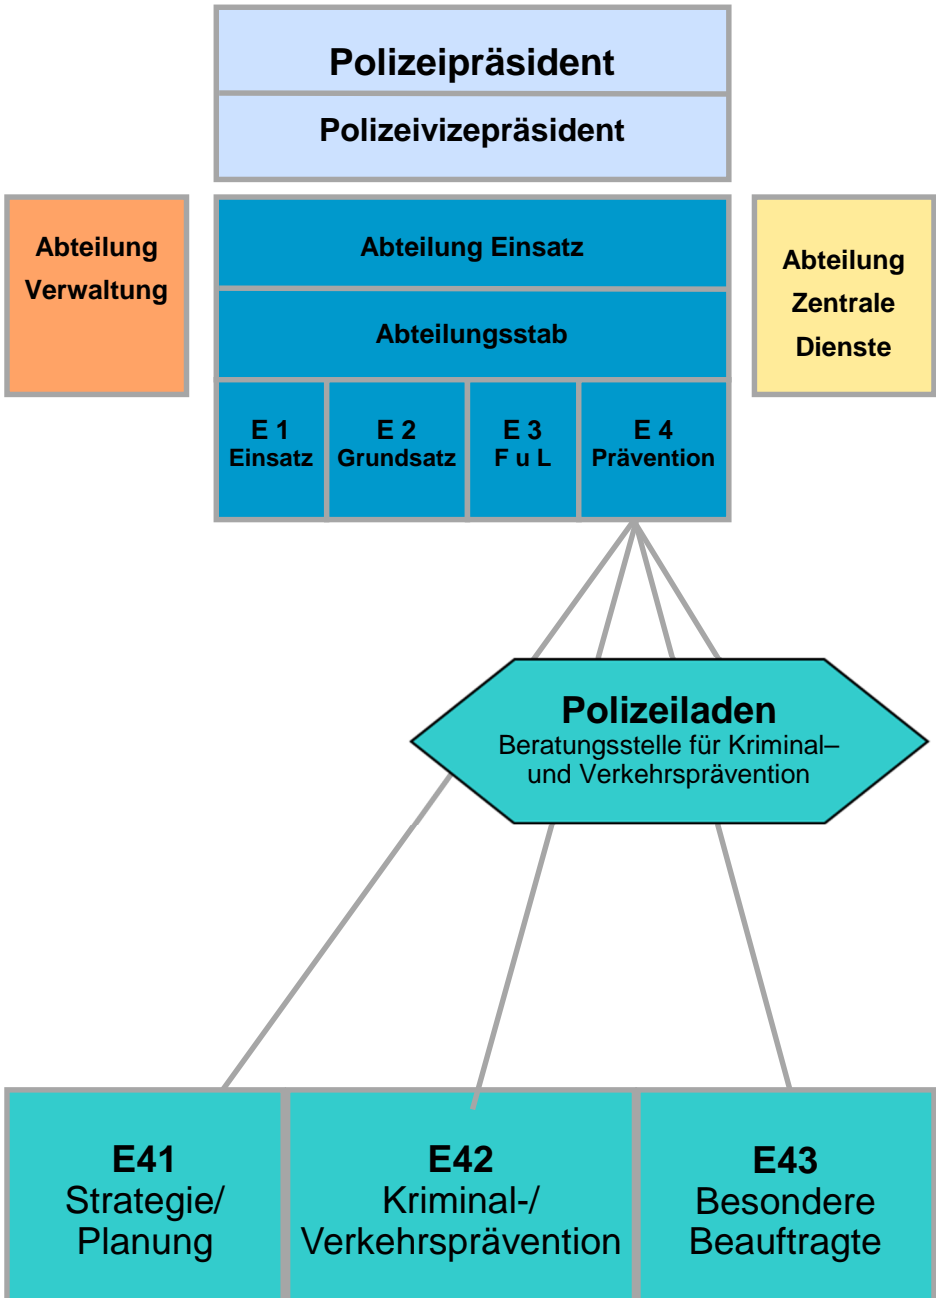 Polizeipräsident
Polizeivizepräsident
Abteilung
Verwaltung
Abteilung Einsatz
Abteilungsstab
E 1
Einsatz
E 2
Grundsatz
E 3
F u L
E 4
Prävention
Abteilung
Zentrale
Dienste
Polizeiladen
Beratungsstelle für Kriminal–
und Verkehrsprävention
E41
Strategie/
Planung
E42
Kriminal-/
Verkehrsprävention
E43
Besondere
Beauftragte